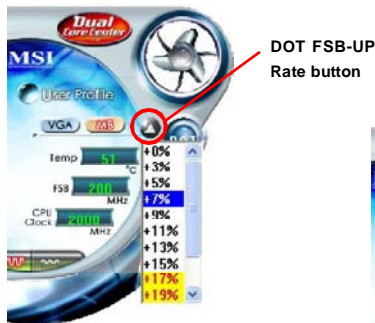 Dual
Core Center
MSI
User Profile
VGA
MB
DOT FSB-UP
Rate button
Temp 51 °C
FSB 200 MHz
CPU Clock 2000 MHz
+0%
+3%
+5%
+7%
+9%
+11%
+13%
+15%
+17%
+19%